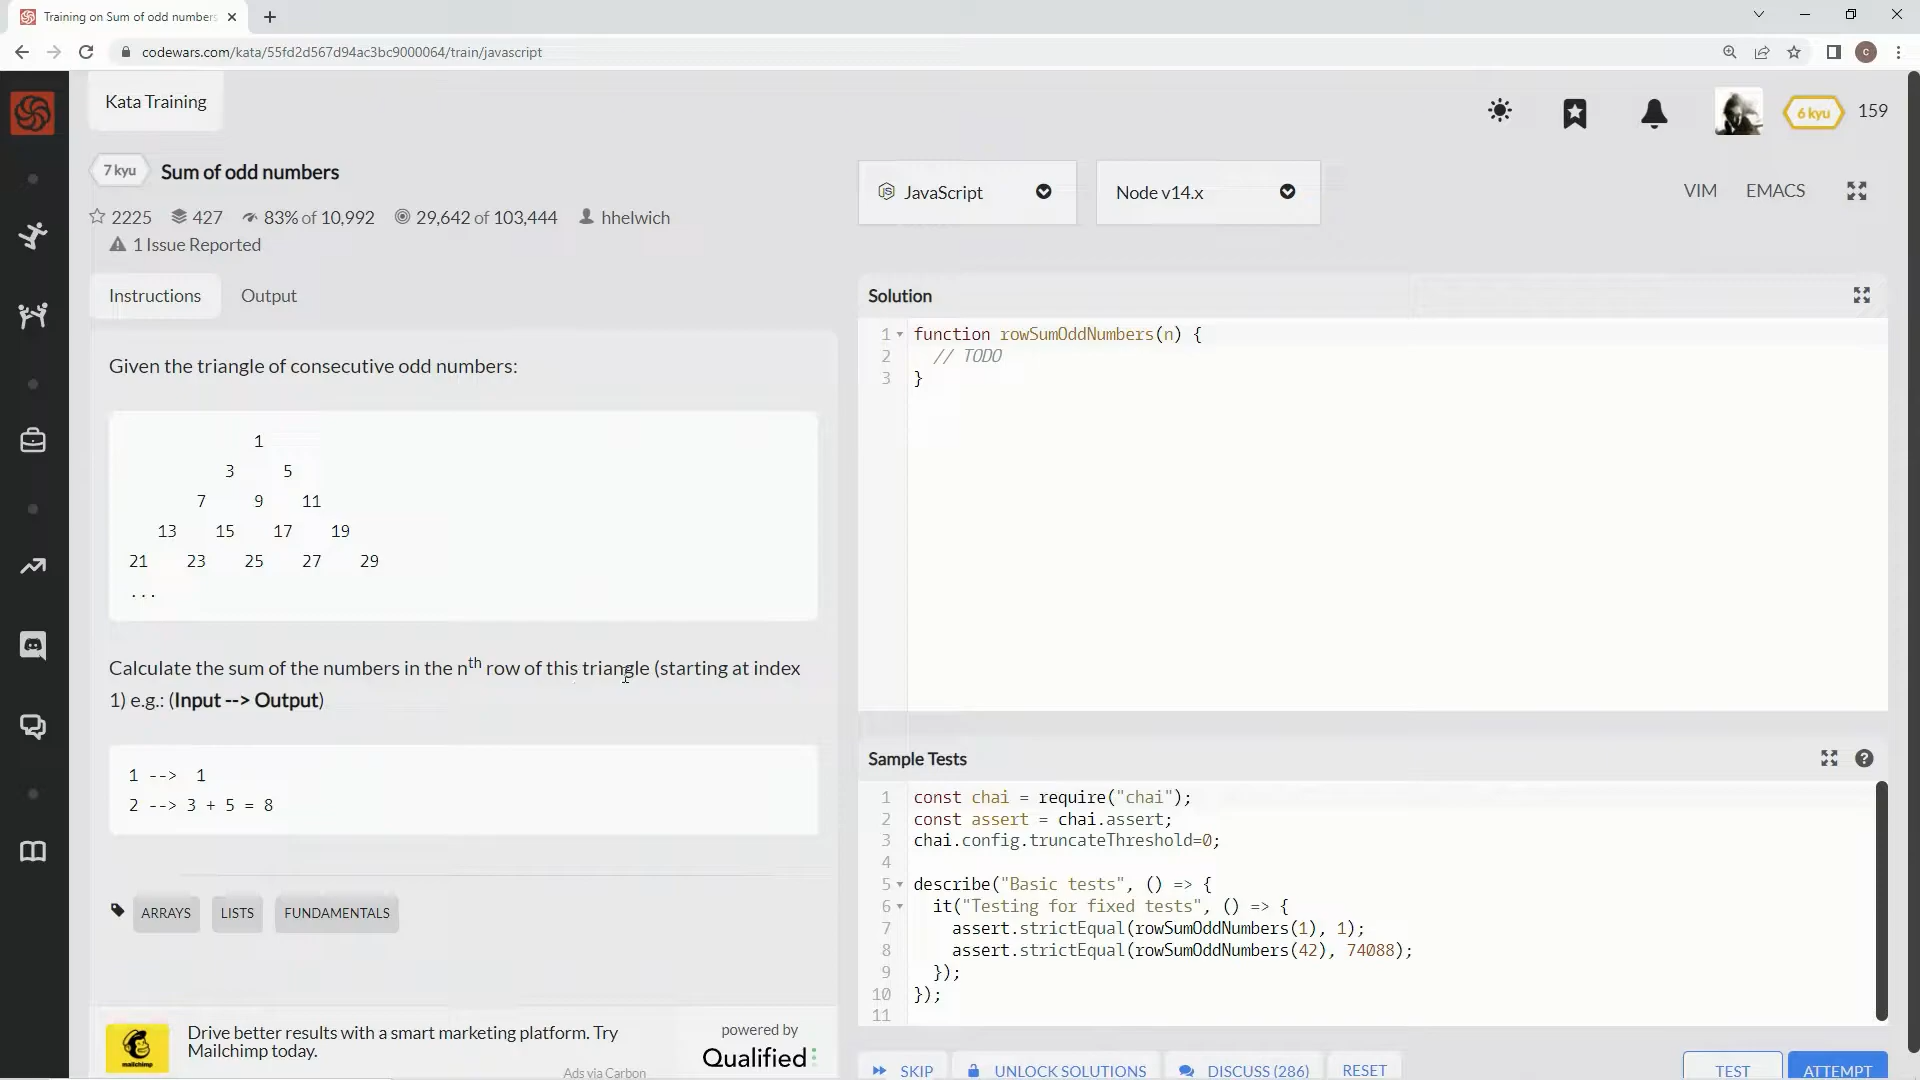 Training on Sum of odd numbers
codewars.com/kata/55fd2d567d94ac3bc9000064/train/javascript
C
Kata Training
6 kyu 159
7 kyu Sum of odd numbers
2225 427 83% of 10,992 29,642 of 103,444 hhelwich
1 Issue Reported
JavaScript
Node v14.x
VIM EMACS
Instructions Output
Given the triangle of consecutive odd numbers:
1
3 5
7 9 11
13 15 17 19
21 23 25 27 29
...
Calculate the sum of the numbers in the nth row of this triangle (starting at index
1) e.g.: (Input --> Output)
1 --> 1
2 --> 3 + 5 = 8
ARRAYS LISTS FUNDAMENTALS
Drive better results with a smart marketing platform. Try
Mailchimp today.
mailchimp
powered by
Qualified
Ads via Carbon
Solution
1 function rowSumOddNumbers(n) {
2 // TODO
3 }
Sample Tests
1 const chai = require("chai");
2 const assert = chai.assert;
3 chai.config.truncateThreshold=0;
4
5 describe("Basic tests", () => {
6 it("Testing for fixed tests", () => {
7 assert.strictEqual(rowSumOddNumbers(1), 1);
8 assert.strictEqual(rowSumOddNumbers(42), 74088);
9 });
10 });
11
SKIP UNLOCK SOLUTIONS DISCUSS (286) RESET TEST ATTEMPT